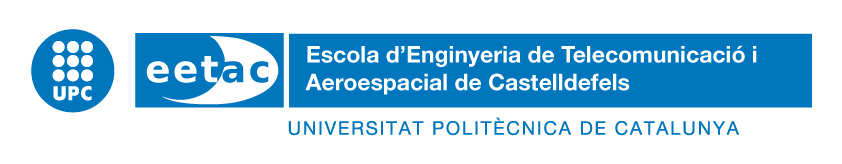 UPC
eetac
Escola d'Enginyeria de Telecomunicació i
Aeroespacial de Castelldefels
UNIVERSITAT POLITÈCNICA DE CATALUNYA